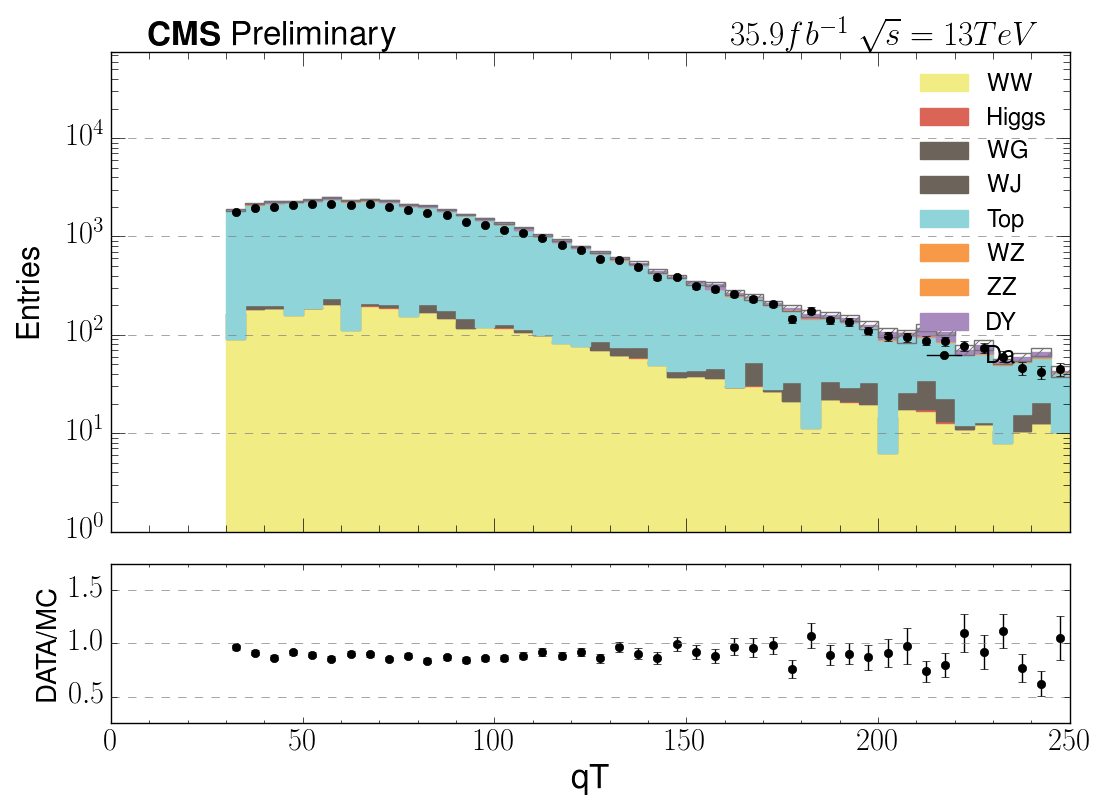 CMS Preliminary
35.9fb⁻¹ √s = 13TeV
Entries
10⁴
10³
10²
10¹
10⁰
WW
Higgs
WG
WJ
Top
WZ
ZZ
DY
Da
DATA/MC
1.5
1.0
0.5
0
50
100
150
200
250
qT